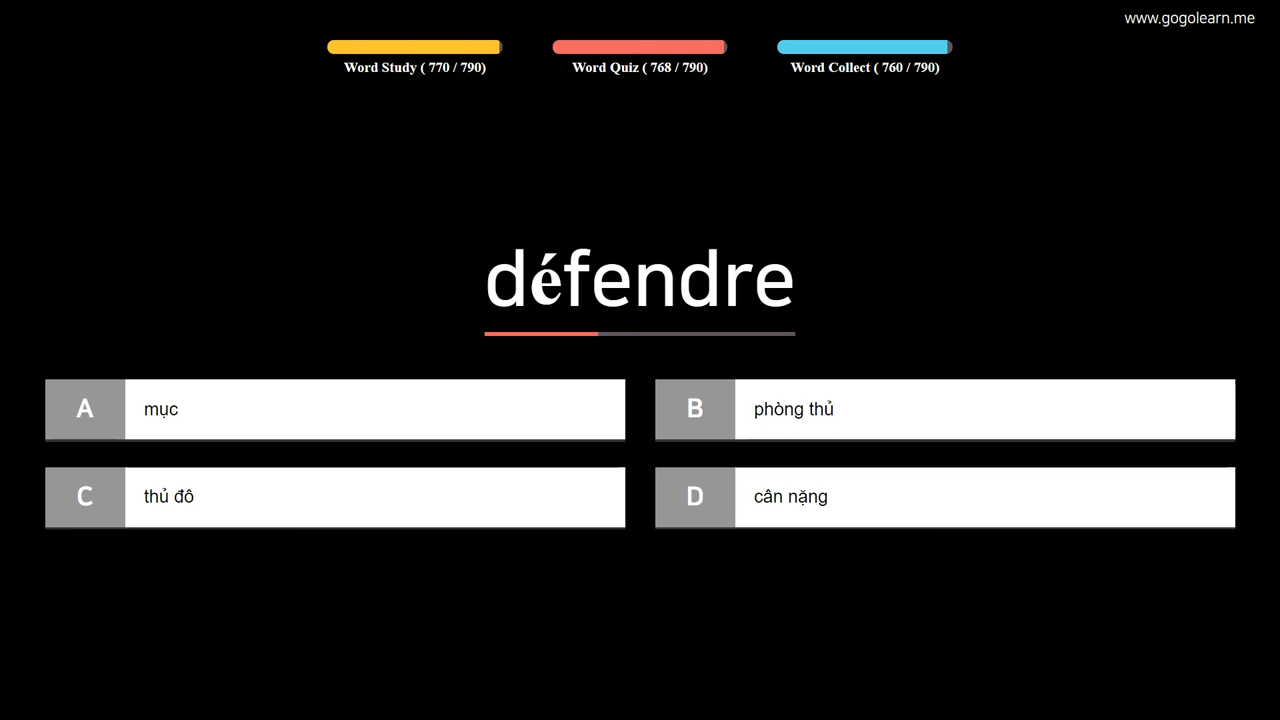 www.gogolearn.me
Word Study ( 770 / 790)
Word Quiz ( 768 / 790)
Word Collect ( 760 / 790)
défendre
A mục
B phòng thủ
C thủ đô
D cân nặng